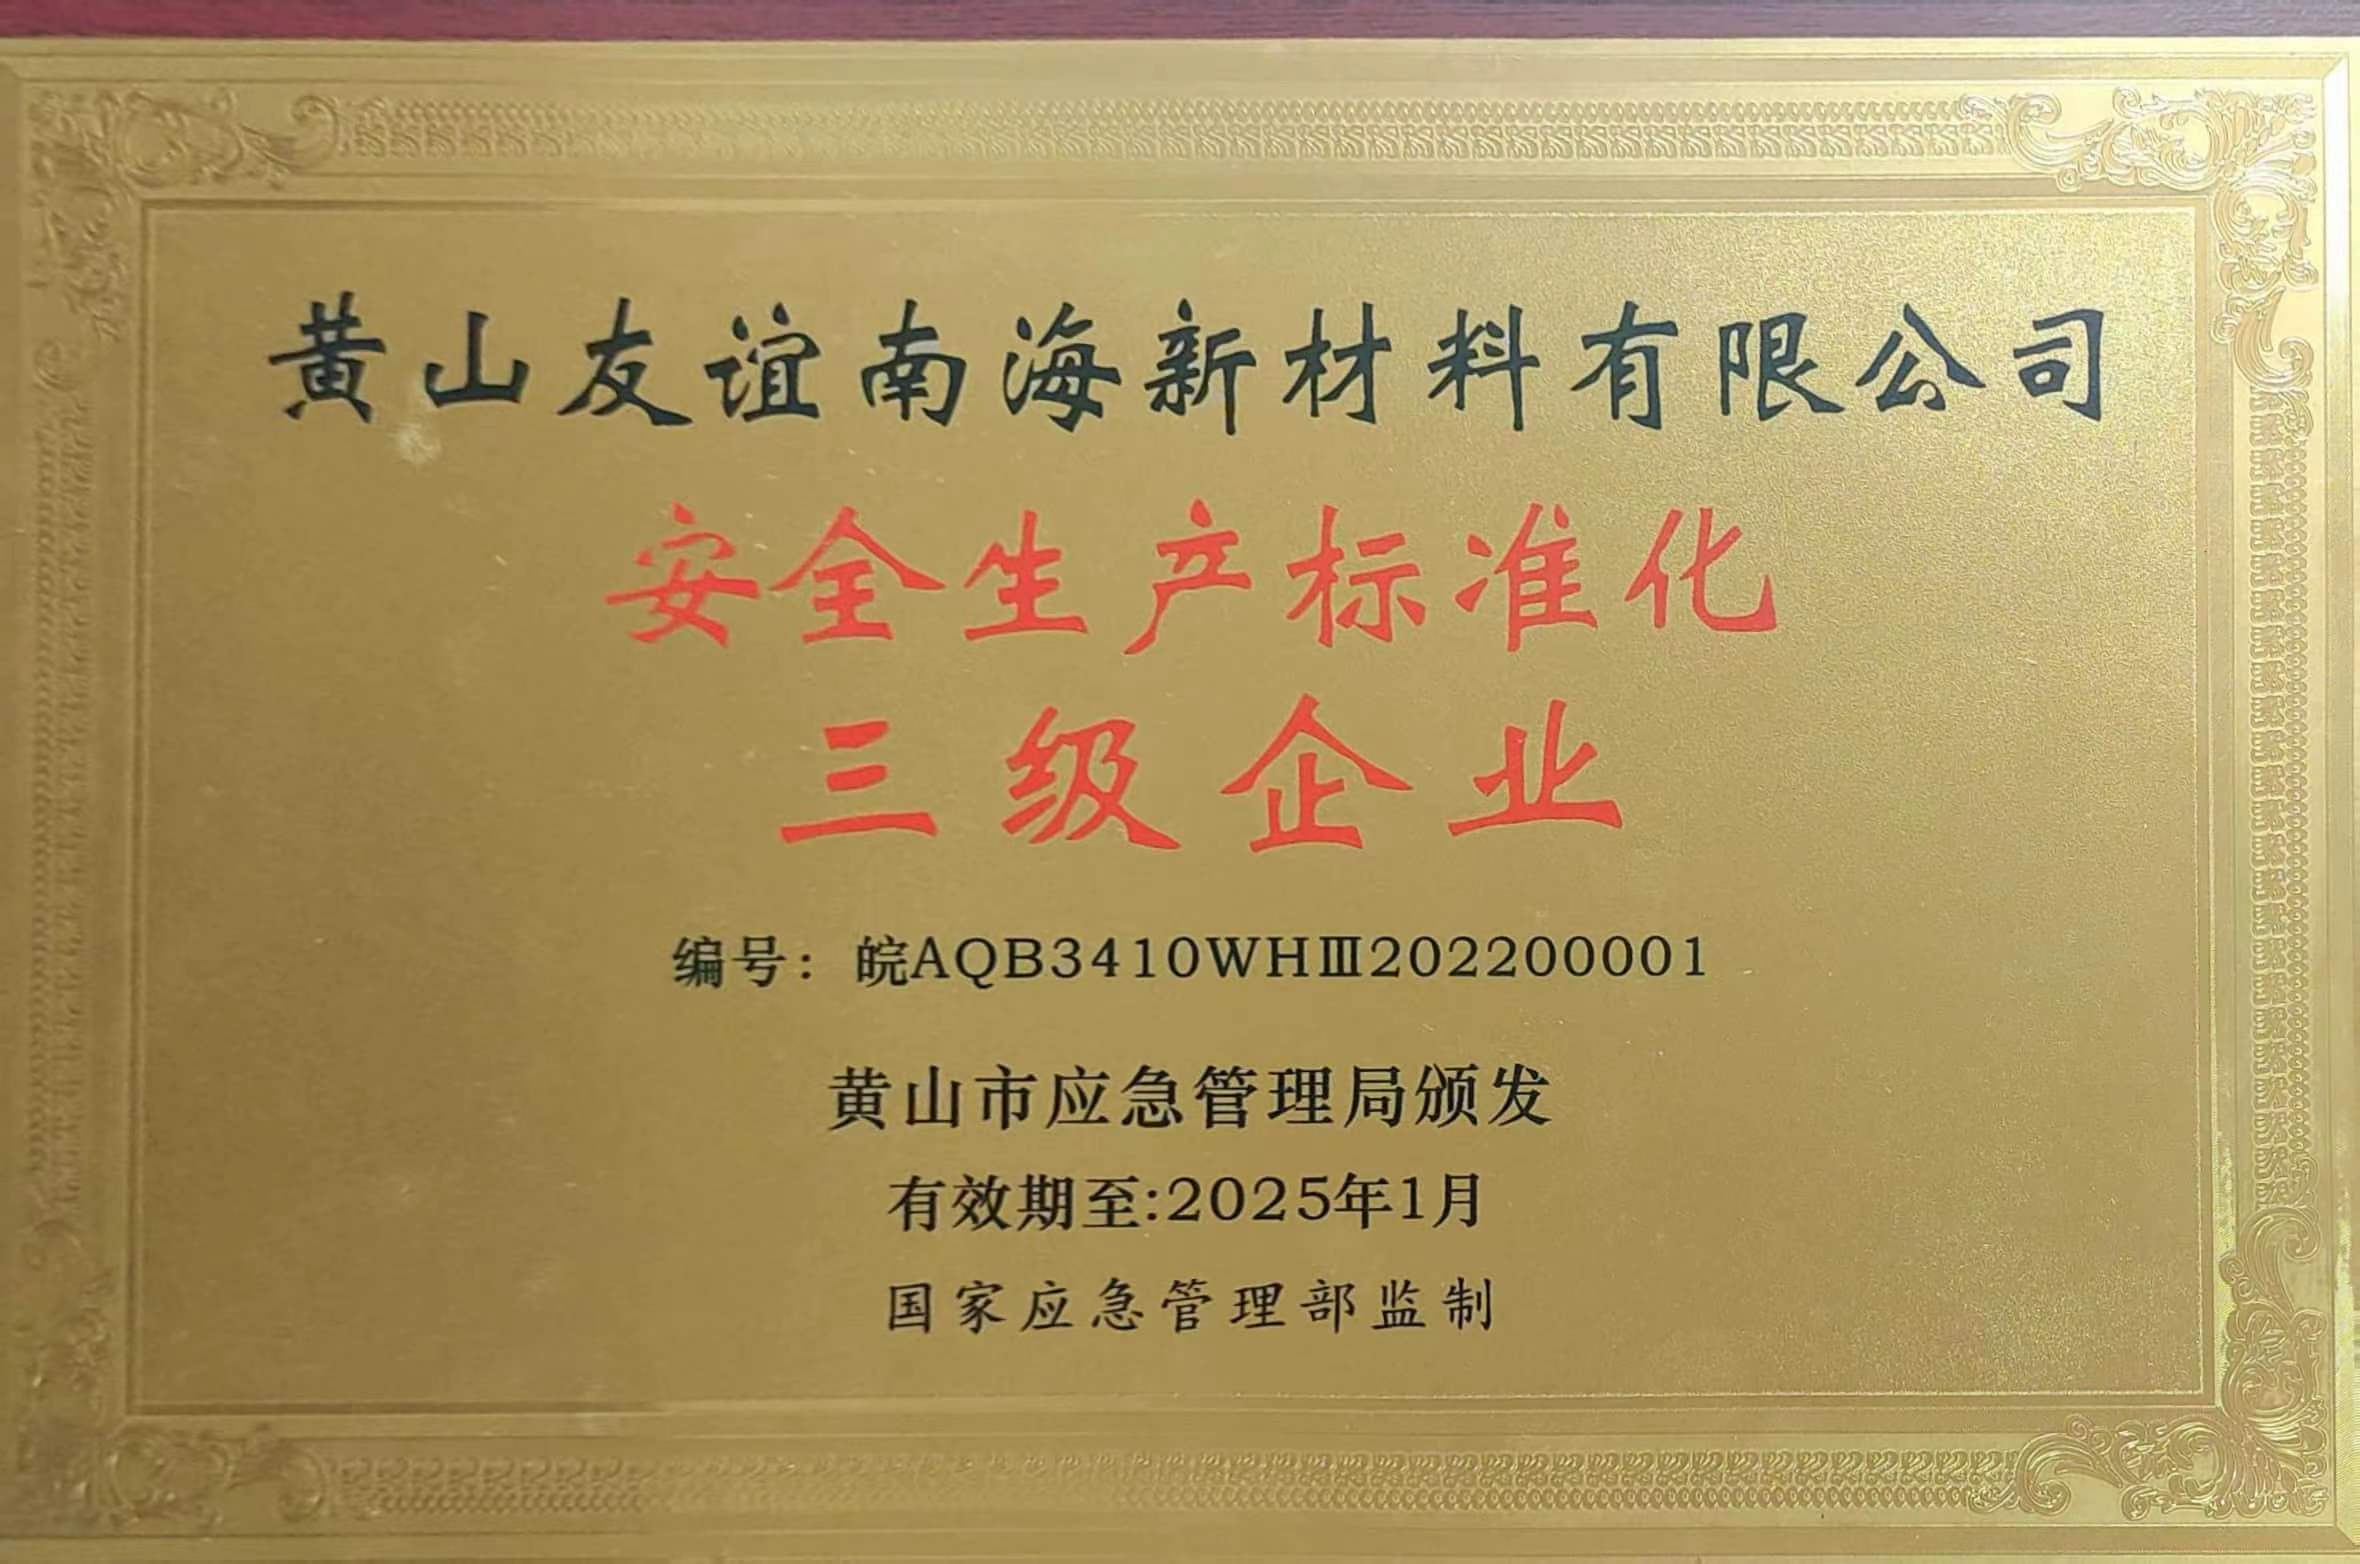 黄山友谊南海新材料有限公司
安全生产标准化
三级企业
编号：皖AQB3410WHⅢ202200001
黄山市应急管理局颁发
有效期至:2025年1月
国家应急管理部监制